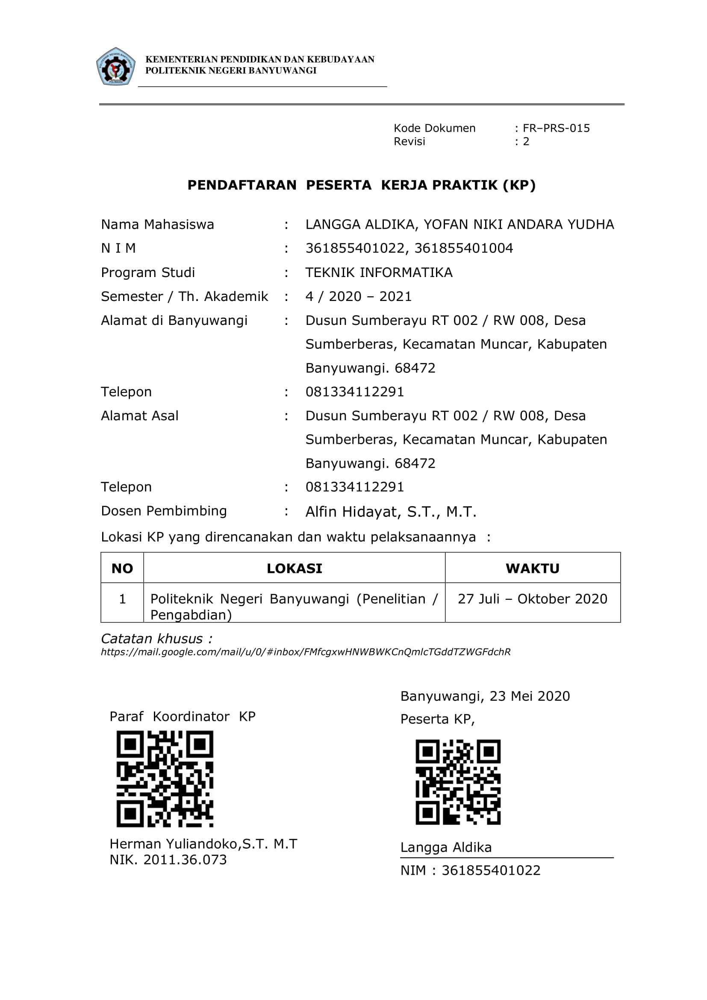 POLITEKNIK NEGERI BANYUWANGI
POLIWANGI
KEMENTERIAN PENDIDIKAN DAN KEBUDAYAAN
POLITEKNIK NEGERI BANYUWANGI
Kode Dokumen : FR–PRS-015
Revisi : 2
PENDAFTARAN PESERTA KERJA PRAKTIK (KP)
Nama Mahasiswa : LANGGA ALDIKA, YOFAN NIKI ANDARA YUDHA
N I M : 361855401022, 361855401004
Program Studi : TEKNIK INFORMATIKA
Semester / Th. Akademik : 4 / 2020 – 2021
Alamat di Banyuwangi : Dusun Sumberayu RT 002 / RW 008, Desa
Sumberberas, Kecamatan Muncar, Kabupaten
Banyuwangi. 68472
Telepon : 081334112291
Alamat Asal : Dusun Sumberayu RT 002 / RW 008, Desa
Sumberberas, Kecamatan Muncar, Kabupaten
Banyuwangi. 68472
Telepon : 081334112291
Dosen Pembimbing : Alfin Hidayat, S.T., M.T.
Lokasi KP yang direncanakan dan waktu pelaksanaannya :
NO LOKASI WAKTU
1 Politeknik Negeri Banyuwangi (Penelitian / 27 Juli – Oktober 2020
Pengabdian)
Catatan khusus :
https://mail.google.com/mail/u/0/#inbox/FMfcgxwHNWBWKCnQmlcTGddTZWGFdchR
Banyuwangi, 23 Mei 2020
Paraf Koordinator KP
Peserta KP,
Herman Yuliandoko,S.T. M.T
NIK. 2011.36.073
Langga Aldika
NIM : 361855401022